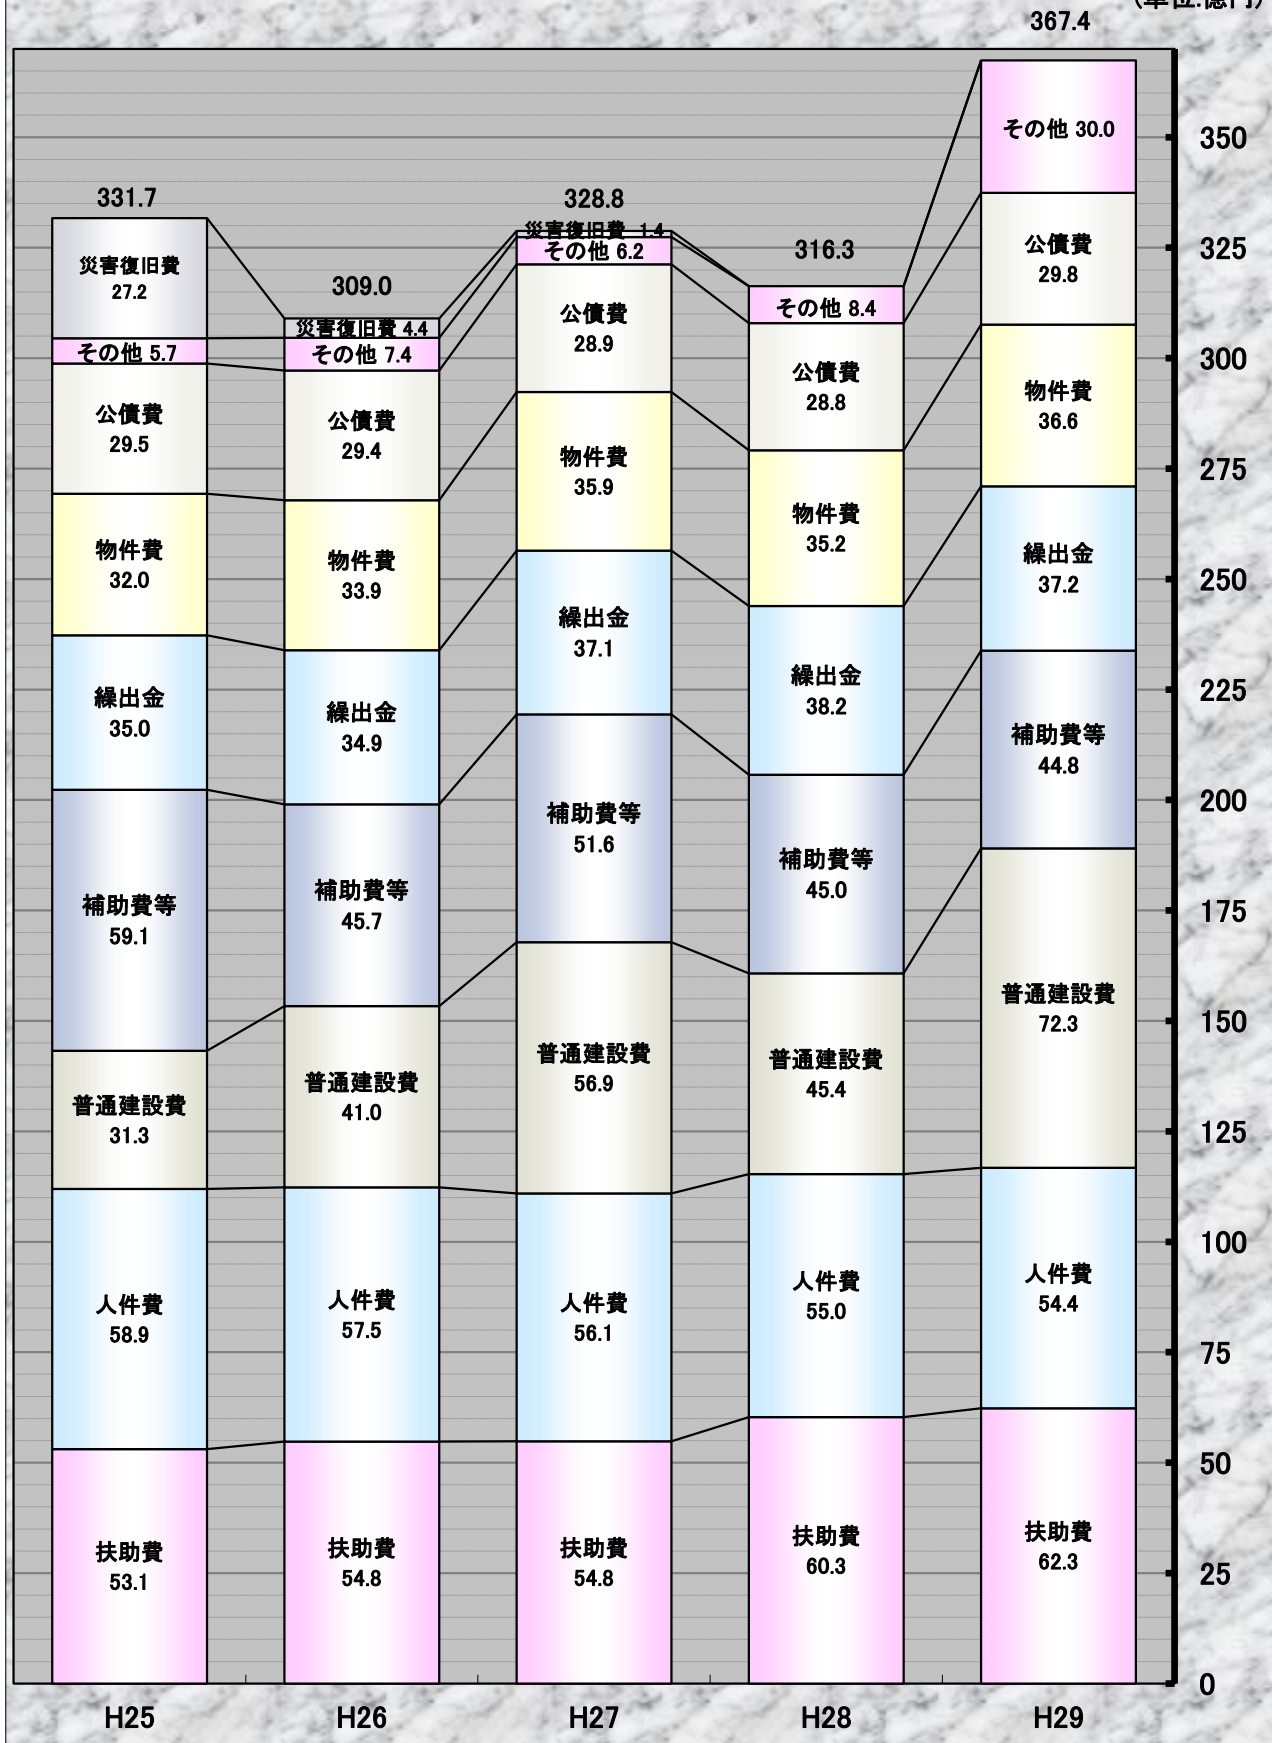 (単位:億円)
367.4
331.7
309.0
328.8
316.3
災害復旧費
27.2
その他 5.7
公債費
29.5
物件費
32.0
繰出金
35.0
補助費等
59.1
普通建設費
31.3
人件費
58.9
扶助費
53.1
災害復旧費 4.4
その他 7.4
公債費
29.4
物件費
33.9
繰出金
34.9
補助費等
45.7
普通建設費
41.0
人件費
57.5
扶助費
54.8
災害復旧費 1.4
その他 6.2
公債費
28.9
物件費
35.9
繰出金
37.1
補助費等
51.6
普通建設費
56.9
人件費
56.1
扶助費
54.8
その他 8.4
公債費
28.8
物件費
35.2
繰出金
38.2
補助費等
45.0
普通建設費
45.4
人件費
55.0
扶助費
60.3
その他 30.0
公債費
29.8
物件費
36.6
繰出金
37.2
補助費等
44.8
普通建設費
72.3
人件費
54.4
扶助費
62.3
350
325
300
275
250
225
200
175
150
125
100
75
50
25
0
H25
H26
H27
H28
H29